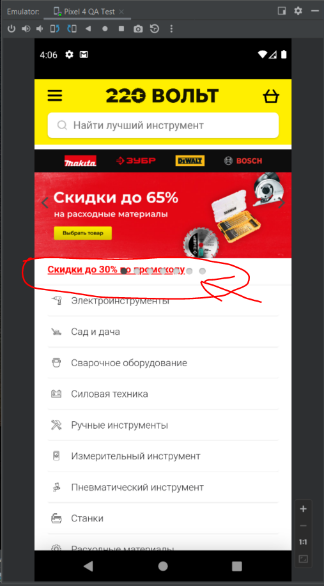 Emulator: Pixel 4 QA Test
4:06
220 ВОЛЬТ
Найти лучший инструмент
makita ЗУБР DEWALT BOSCH
Скидки до 65%
на расходные материалы
Выбрать товар
Скидки до 30% по промокоду
Электроинструменты
Сад и дача
Сварочное оборудование
Силовая техника
Ручные инструменты
Измерительный инструмент
Пневматический инструмент
Станки
Расходные материалы
1:1